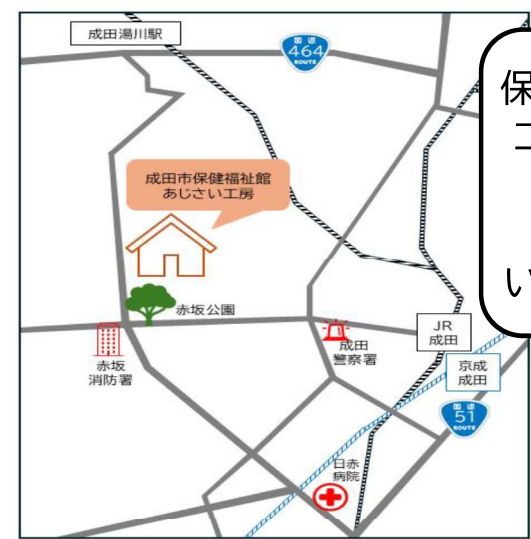 成田湯川駅
国道
464
ROUTE
保
い
成田市保健福祉館
あじさい工房
赤坂公園
赤坂
消防署
成田
警察署
JR
成田
京成
成田
国道
51
ROUTE
日赤
病院